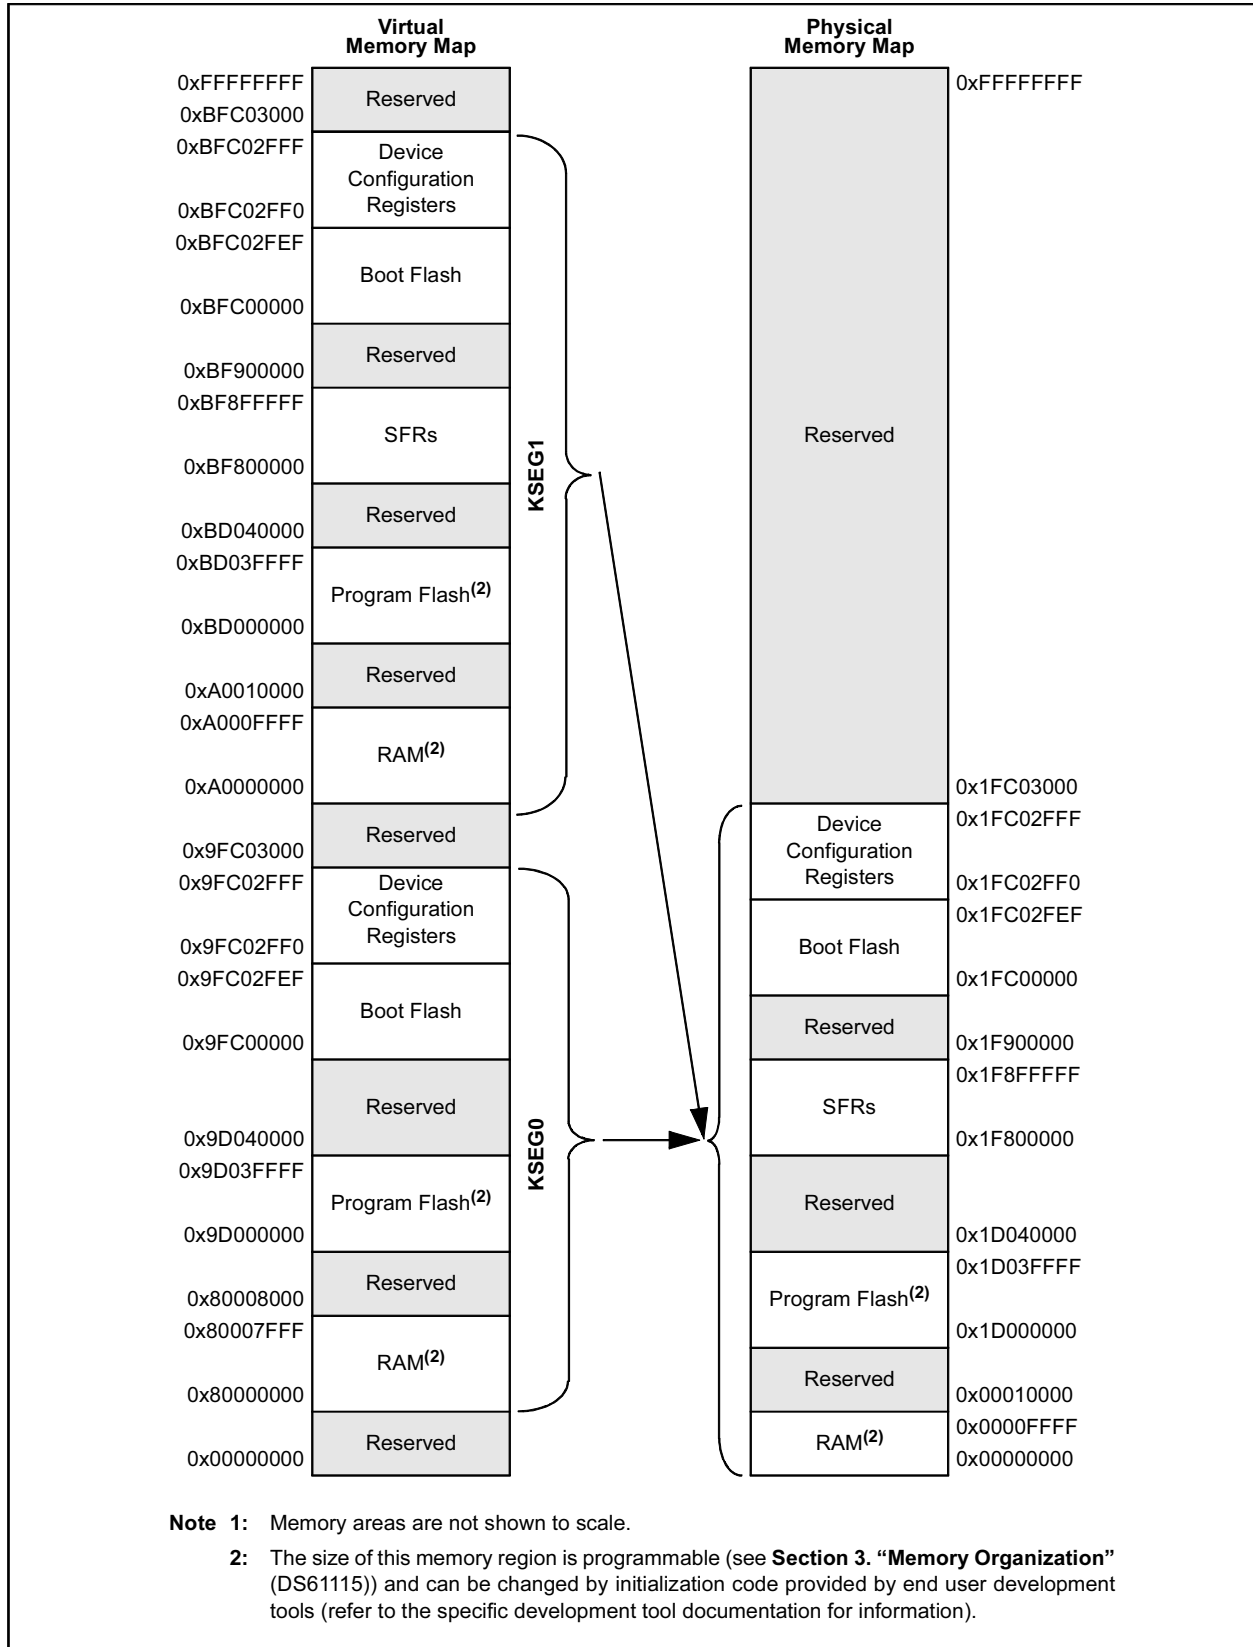 Virtual
Memory Map
0xFFFFFFFF
Reserved
0xBFC03000
0xBFC02FFF
Device
Configuration
Registers
0xBFC02FF0
0xBFC02FEF
Boot Flash
0xBFC00000
Reserved
0xBF900000
0xBF8FFFFF
SFRs
0xBF800000
Reserved
0xBD040000
0xBD03FFFF
Program Flash(2)
0xBD000000
Reserved
0xA0010000
0xA000FFFF
RAM(2)
0xA0000000
Reserved
0x9FC03000
0x9FC02FFF
Device
Configuration
Registers
0x9FC02FF0
0x9FC02FEF
Boot Flash
0x9FC00000
Reserved
0x9D040000
0x9D03FFFF
Program Flash(2)
0x9D000000
Reserved
0x80008000
0x80007FFF
RAM(2)
0x80000000
Reserved
0x00000000
KSEG1
KSEG0
Physical
Memory Map
0xFFFFFFFF
Reserved
0x1FC03000
0x1FC02FFF
Device
Configuration
Registers
0x1FC02FF0
0x1FC02FEF
Boot Flash
0x1FC00000
Reserved
0x1F900000
0x1F8FFFFF
SFRs
0x1F800000
Reserved
0x1D040000
0x1D03FFFF
Program Flash(2)
0x1D000000
Reserved
0x00010000
0x0000FFFF
RAM(2)
0x00000000
Note 1: Memory areas are not shown to scale.
2: The size of this memory region is programmable (see Section 3. “Memory Organization”
(DS61115)) and can be changed by initialization code provided by end user development
tools (refer to the specific development tool documentation for information).